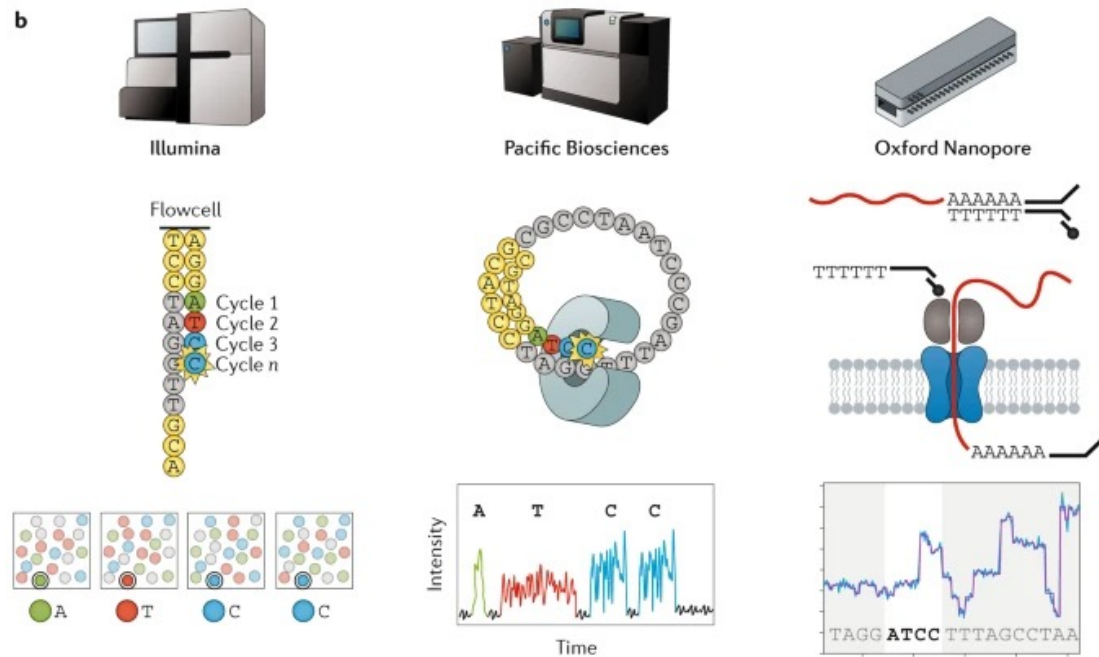 b
Illumina
Pacific Biosciences
Oxford Nanopore
Flowcell
T A
C G
C G
T A Cycle 1
A T Cycle 2
G C Cycle 3
G C Cycle n
T
T
G
C
A
CGCCTAATCCCGATTT
AAAAAA
TTTTTT
TTTTTT
AAAAAA
A
T
C
C
Intensity
A T C C
Time
TAGG ATCC TTTAGCCTAA